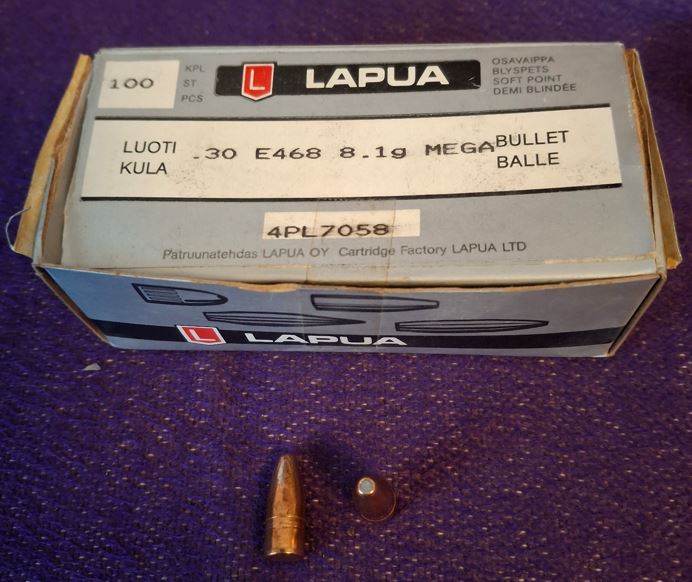 100
KPL
ST
PCS
L LAPUA
OSAVAIPPA
BLYSPETS
SOFT POINT
DEMI BLINDÉE
LUOTI
KULA
.30 E468 8.1g MEGA
BULLET
BALLE
4PL7058
Patruunatehdas LAPUA OY Cartridge Factory LAPUA LTD
L LAPUA